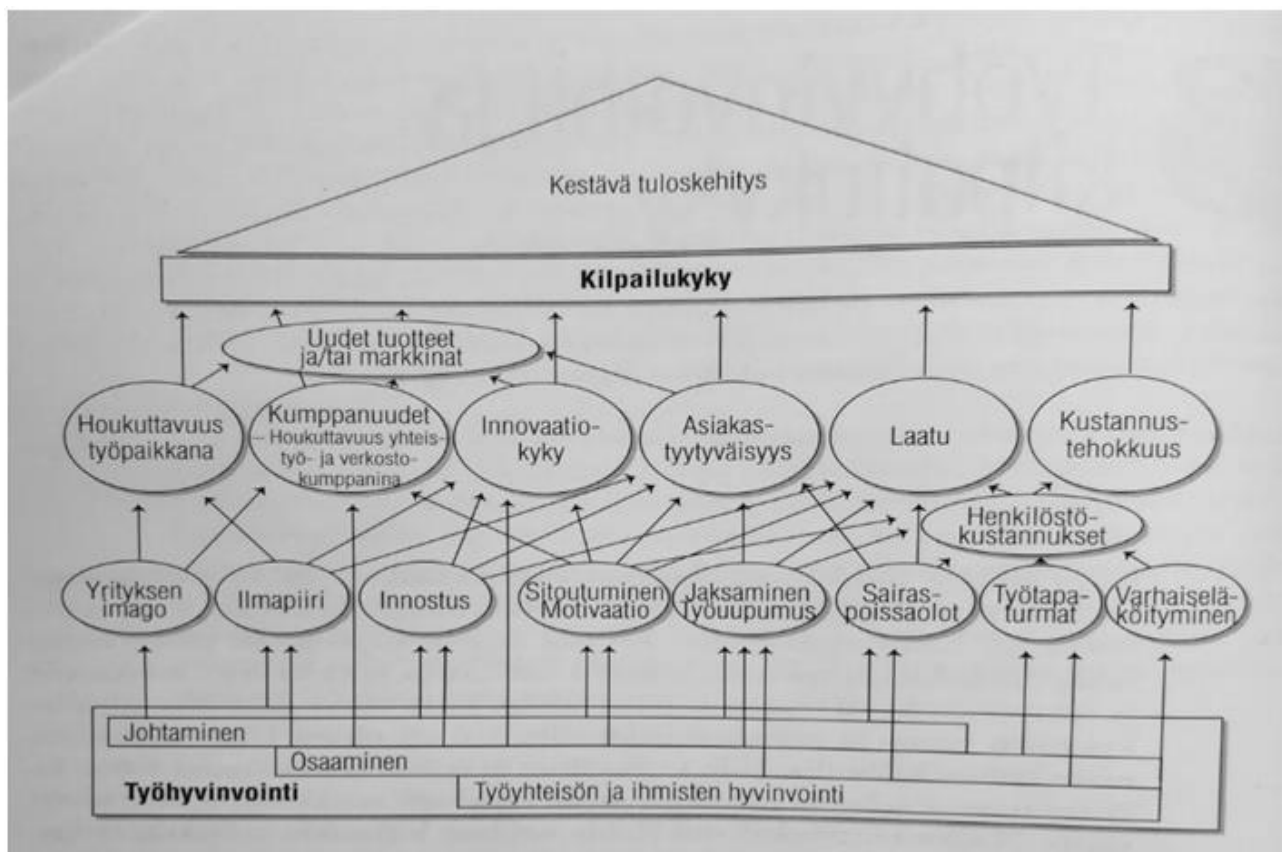 Kestävä tuloskehitys
Kilpailukyky
Uudet tuotteet
ja/tai markkinat
Houkuttavuus
työpaikkana
Kumppanuudet
– Houkuttavuus yhteis-
työ- ja verkosto-
kumppanina
Innovaatio-
kyky
Asiakas-
tyytyväisyys
Laatu
Kustannus-
tehokkuus
Henkilöstö-
kustannukset
Yrityksen
imago
Ilmapiiri
Innostus
Sitoutuminen
Motivaatio
Jaksaminen
Työuupumus
Sairas-
poissaolot
Työtapa-
turmat
Varhaiselä-
köityminen
Johtaminen
Osaaminen
Työhyvinvointi
Työyhteisön ja ihmisten hyvinvointi